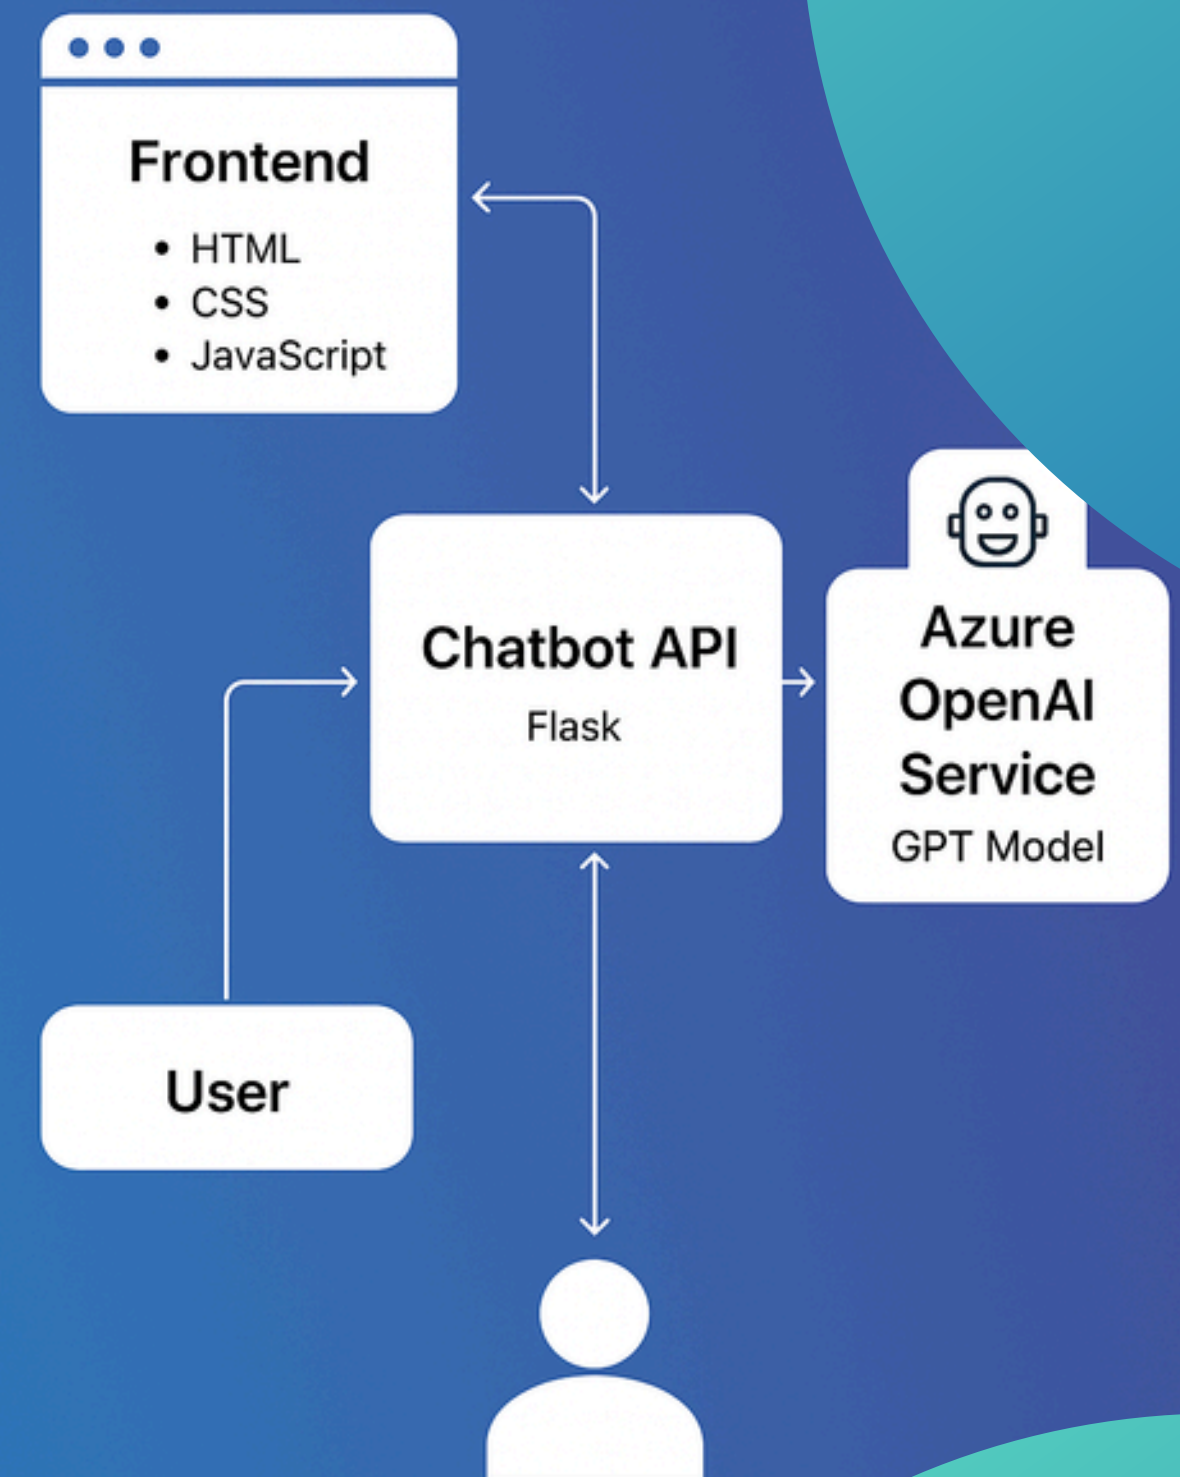 Frontend
• HTML
• CSS
• JavaScript
Chatbot API
Flask
Azure
OpenAI
Service
GPT Model
User